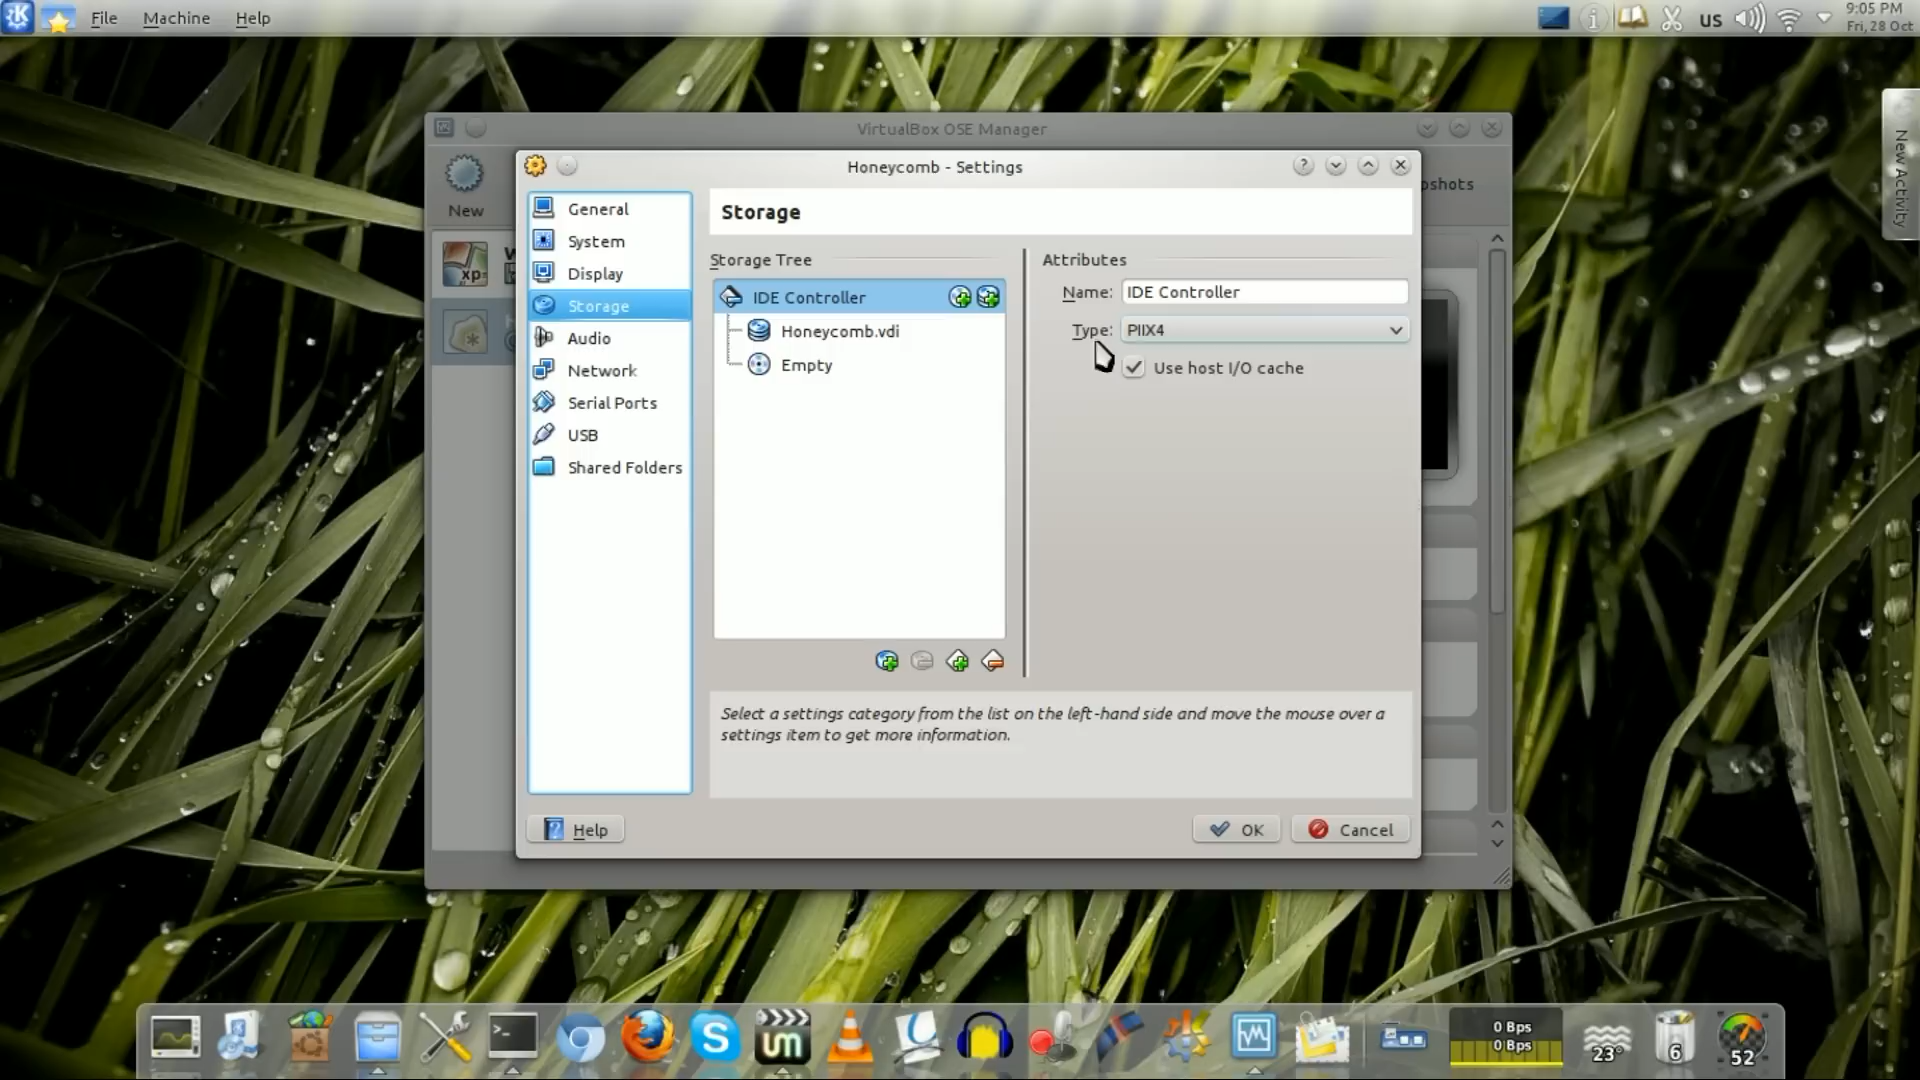 File Machine Help
us
9:05 PM
Fri, 28 Oct
New Activity
VirtualBox OSE Manager
New
pshots
xp
W
Honeycomb - Settings
General
System
Display
Storage
Audio
Network
Serial Ports
USB
Shared Folders
Storage
Storage Tree
IDE Controller
Honeycomb.vdi
Empty
Attributes
Name: IDE Controller
Type: PIIX4
Use host I/O cache
Select a settings category from the list on the left-hand side and move the mouse over a
settings item to get more information.
Help
OK
Cancel
>_
um
0 Bps
0 Bps
23°
6
52